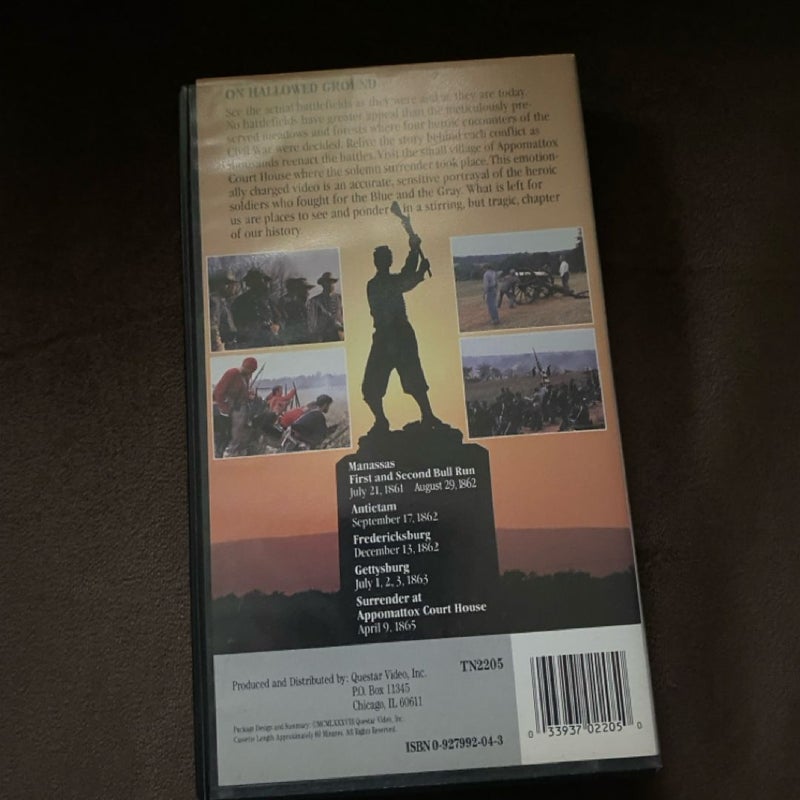 ON HALLOWED GROUND
See the actual battlefields as they were and as they are today.
No battlefields have greater appeal than the meticulously pre-
served meadows and forests where four heroic encounters of the
Civil War were decided. Relive the story behind each conflict as
thousands reenact the battles. Visit the small village of Appomattox
Court House where the solemn surrender took place. This emotion-
ally charged video is an accurate, sensitive portrayal of the heroic
soldiers who fought for the Blue and the Gray. What is left for
us are places to see and ponder in a stirring, but tragic, chapter
of our history
Manassas
First and Second Bull Run
July 21, 1861 August 29, 1862
Antietam
September 17, 1862
Fredericksburg
December 13, 1862
Gettysburg
July 1, 2, 3, 1863
Surrender at
Appomattox Court House
April 9, 1865
Produced and Distributed by: Questar Video, Inc.
P.O. Box 11345
Chicago, IL 60611
TN2205
Package Design and Summary: ©MCMLXXXVIII Questar Video, Inc.
Cassette Length Approximately 60 Minutes. All Rights Reserved.
ISBN 0-927992-04-3
0 33937 02205 0